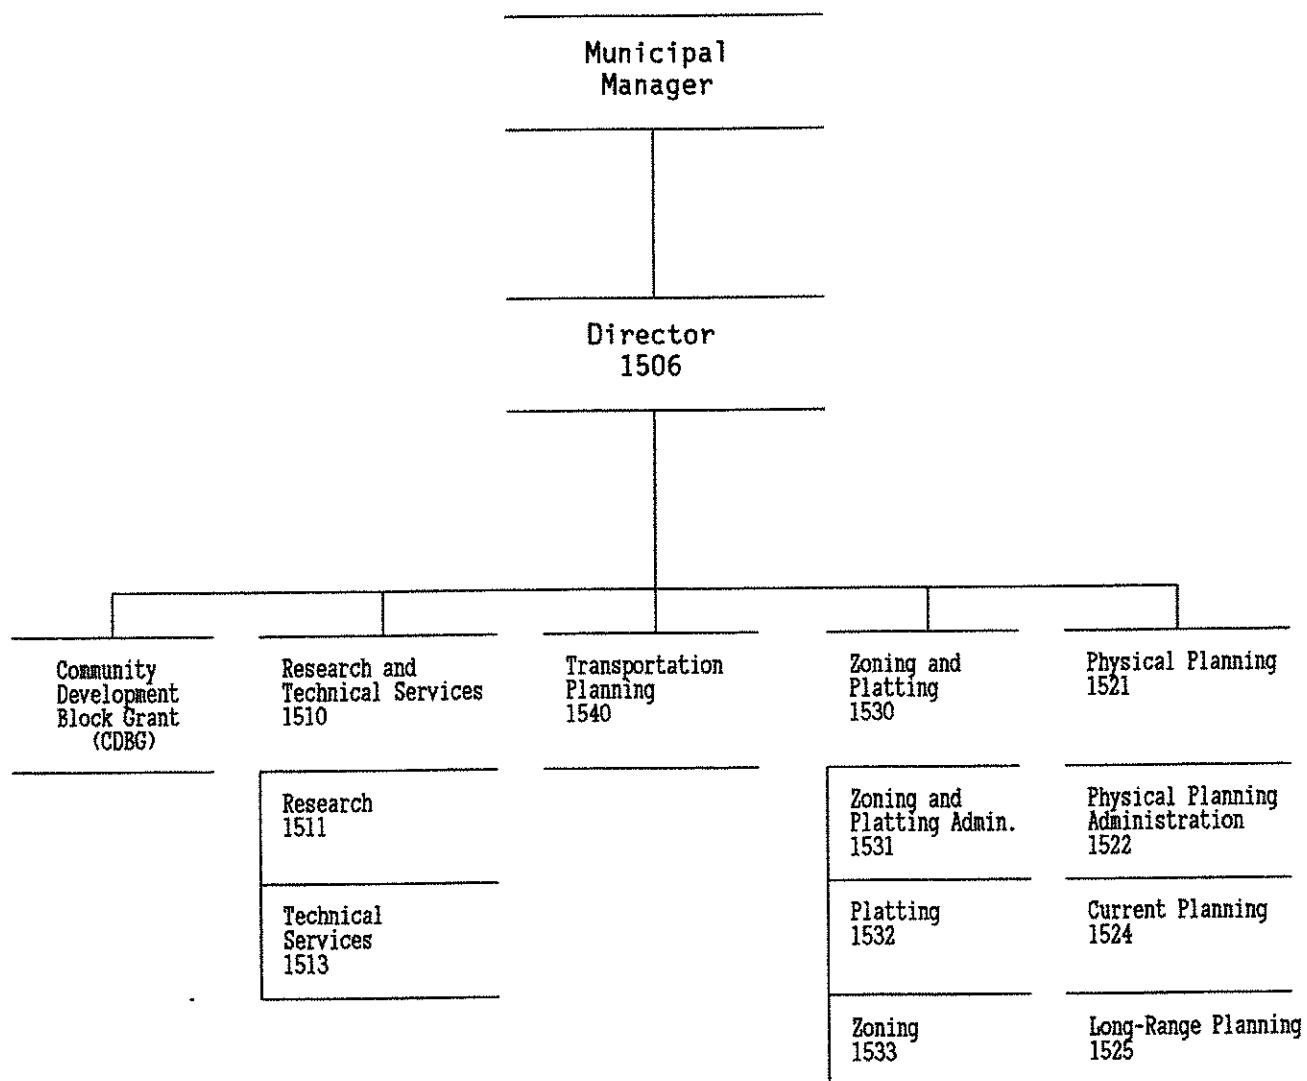 Municipal
Manager
Director
1506
Community
Development
Block Grant
(CDBG)
Research and
Technical Services
1510
Transportation
Planning
1540
Zoning and
Platting
1530
Physical Planning
1521
Research
1511
Technical
Services
1513
Zoning and
Platting Admin.
1531
Platting
1532
Zoning
1533
Physical Planning
Administration
1522
Current Planning
1524
Long-Range Planning
1525